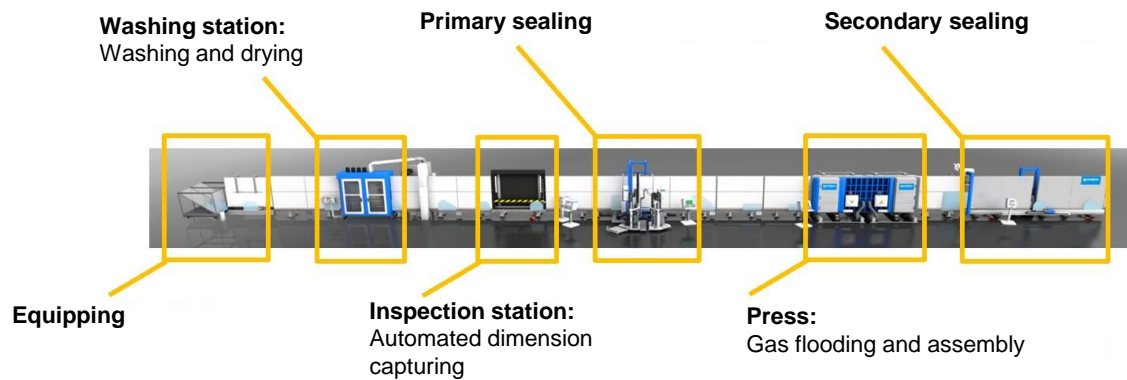 Washing station:
Washing and drying
Primary sealing
Secondary sealing
Equipping
Inspection station:
Automated dimension
capturing
Press:
Gas flooding and assembly